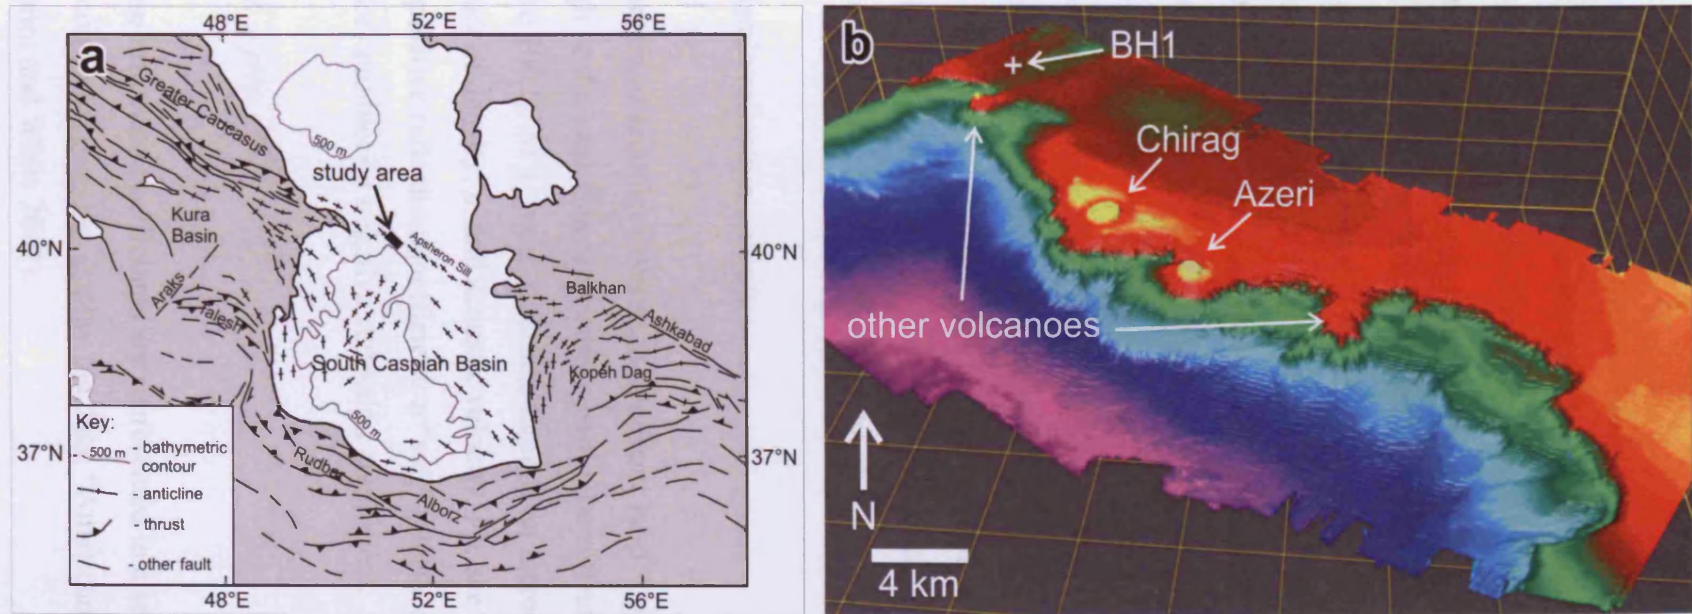 a
48°E 52°E 56°E
Greater Caucasus
500 m
study area
Kura
Basin
40°N
40°N
Apsheron Sill
Araks
Talesh
Balkhan
Ashkabad
South Caspian Basin
Kopeh Dag
500 m
37°N
37°N
Rudbar
Alborz
Key:
500 m - bathymetric
contour
- anticline
- thrust
- other fault
48°E 52°E 56°E
b
BH1
Chirag
Azeri
other volcanoes
N
4 km